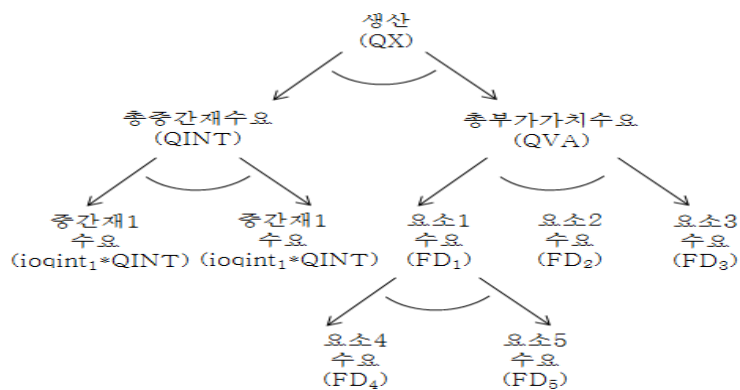 생산
(QX)
총중간재수요
(QINT)
총부가가치수요
(QVA)
중간재1
수요
(ioqint₁*QINT)
중간재1
수요
(ioqint₁*QINT)
요소1
수요
(FD₁)
요소2
수요
(FD₂)
요소3
수요
(FD₃)
요소4
수요
(FD₄)
요소5
수요
(FD₅)